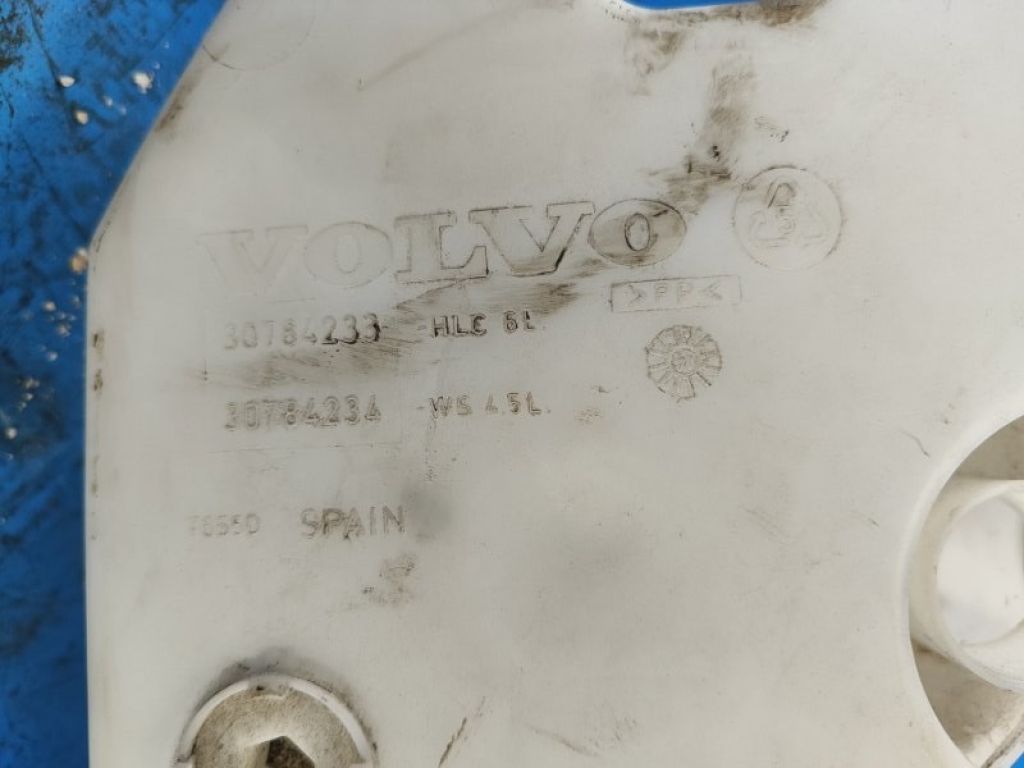 VOLVO
>PP<
30784233 -HLC 6L
30784234 -WS 4.5L
SPAIN